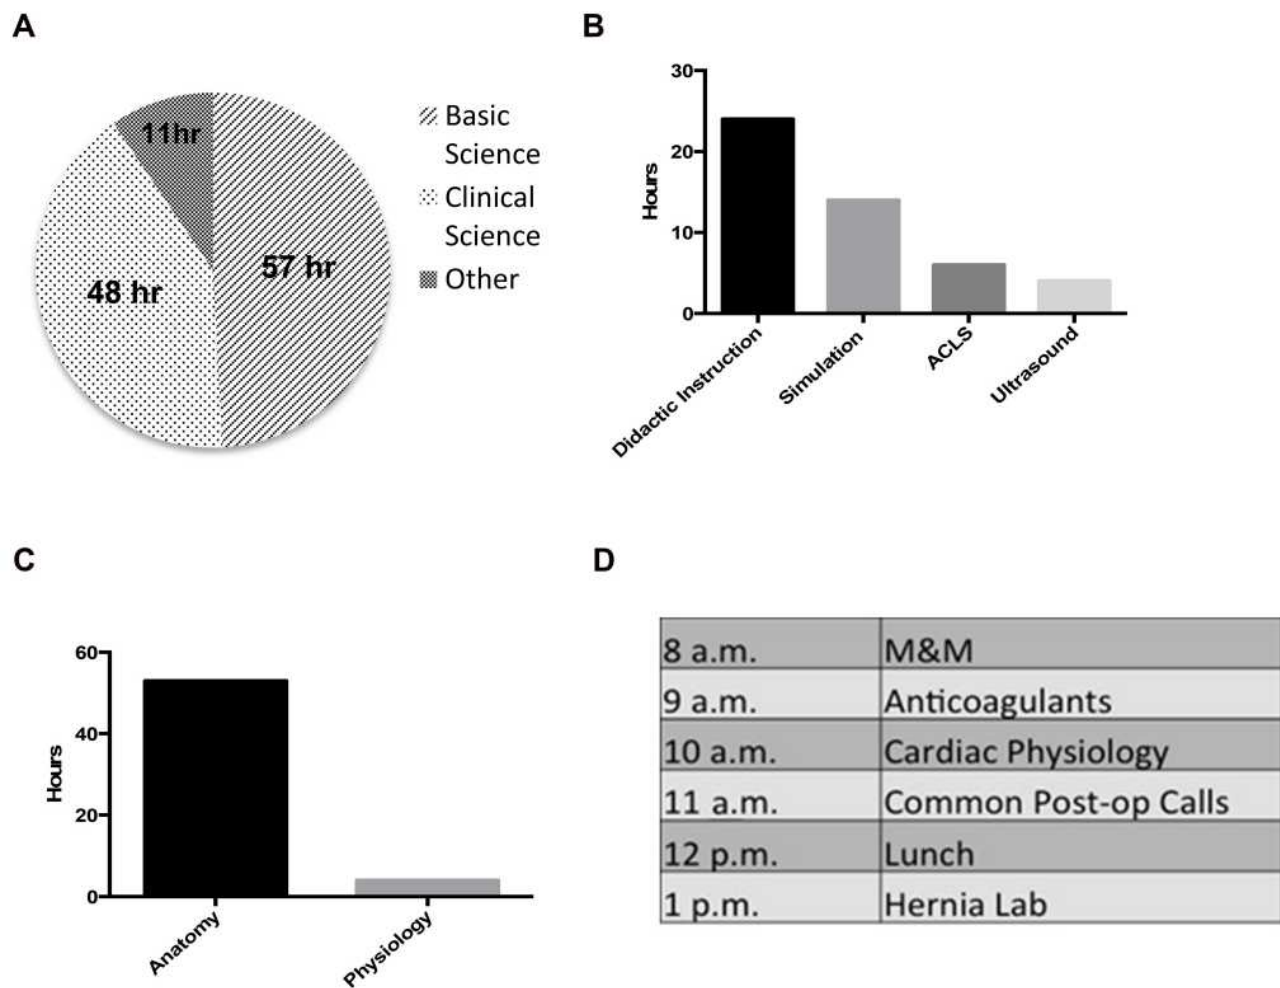 A
11hr
57 hr
48 hr
Basic
Science
Clinical
Science
Other
B
30
20
10
0
Hours
Didactic Instruction
Simulation
ACLS
Ultrasound
C
60
40
20
0
Hours
Anatomy
Physiology
D
8 a.m. M&M
9 a.m. Anticoagulants
10 a.m. Cardiac Physiology
11 a.m. Common Post-op Calls
12 p.m. Lunch
1 p.m. Hernia Lab